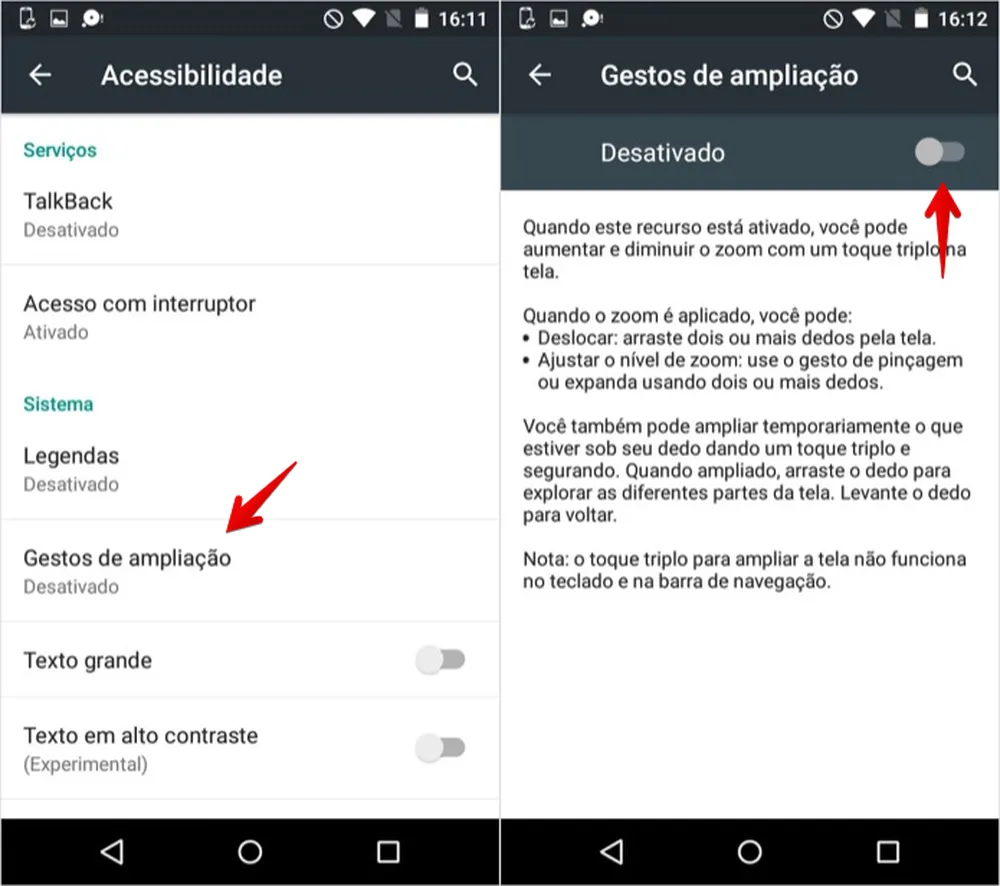 16:11
Acessibilidade
Serviços
TalkBack
Desativado
Acesso com interruptor
Ativado
Sistema
Legendas
Desativado
Gestos de ampliação
Desativado
Texto grande
Texto em alto contraste
(Experimental)
16:12
Gestos de ampliação
Desativado
Quando este recurso está ativado, você pode
aumentar e diminuir o zoom com um toque triplo na
tela.
Quando o zoom é aplicado, você pode:
• Deslocar: arraste dois ou mais dedos pela tela.
• Ajustar o nível de zoom: use o gesto de pinçagem
ou expanda usando dois ou mais dedos.
Você também pode ampliar temporariamente o que
estiver sob seu dedo dando um toque triplo e
segurando. Quando ampliado, arraste o dedo para
explorar as diferentes partes da tela. Levante o dedo
para voltar.
Nota: o toque triplo para ampliar a tela não funciona
no teclado e na barra de navegação.